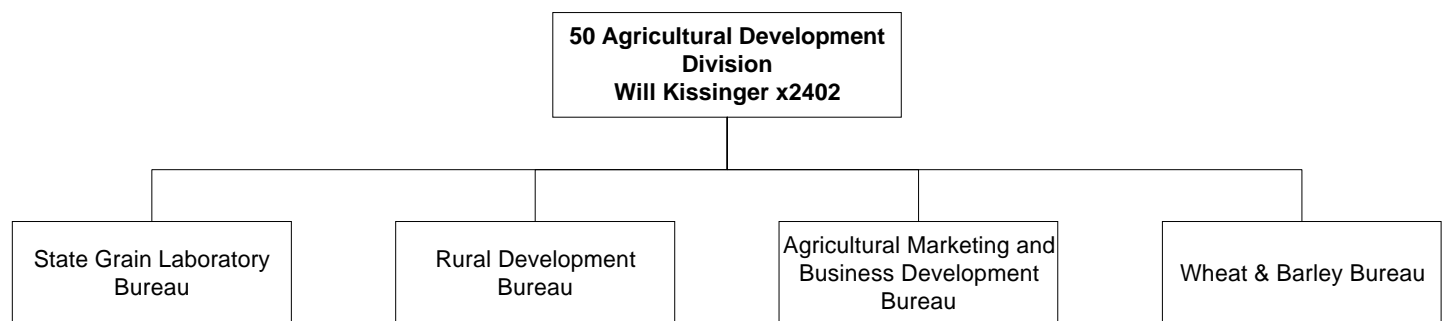 50 Agricultural Development
Division
Will Kissinger x2402
State Grain Laboratory
Bureau
Rural Development
Bureau
Agricultural Marketing and
Business Development
Bureau
Wheat & Barley Bureau